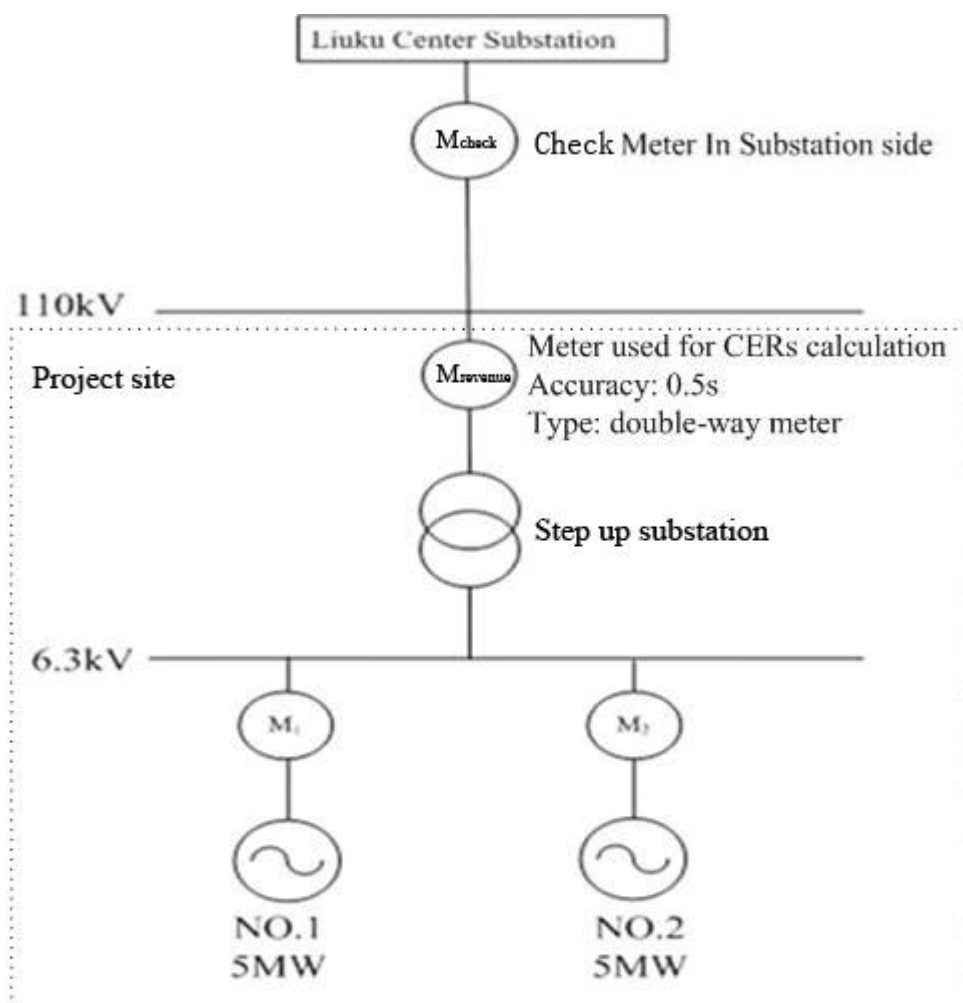 Liuku Center Substation
Mcheck
Check Meter In Substation side
110kV
Project site
Mrevenue
Meter used for CERs calculation
Accuracy: 0.5s
Type: double-way meter
Step up substation
6.3kV
M₁
M₂
NO.1
5MW
NO.2
5MW